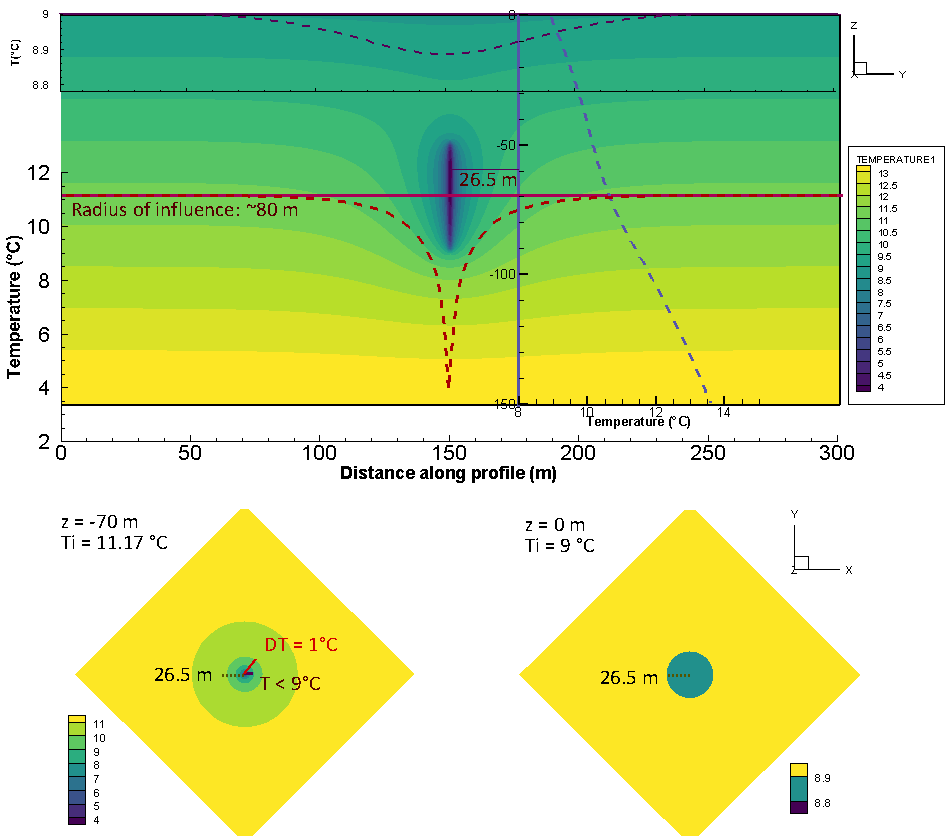 9
8.9
8.8
T(°C)
0
-50
-100
-150
Z
Y
X
TEMPERATURE1
13
12.5
12
11.5
11
10.5
10
9.5
9
8.5
8
7.5
7
6.5
6
5.5
5
4.5
4
26.5 m
Radius of influence: ~80 m
12
10
8
6
4
2
Temperature (°C)
8
10
12
14
Temperature (°C)
0
50
100
150
200
250
300
Distance along profile (m)
z = -70 m
Ti = 11.17 °C
DT = 1°C
26.5 m
T < 9°C
11
10
9
8
7
6
5
4
z = 0 m
Ti = 9 °C
26.5 m
Y
X
Z
8.9
8.8